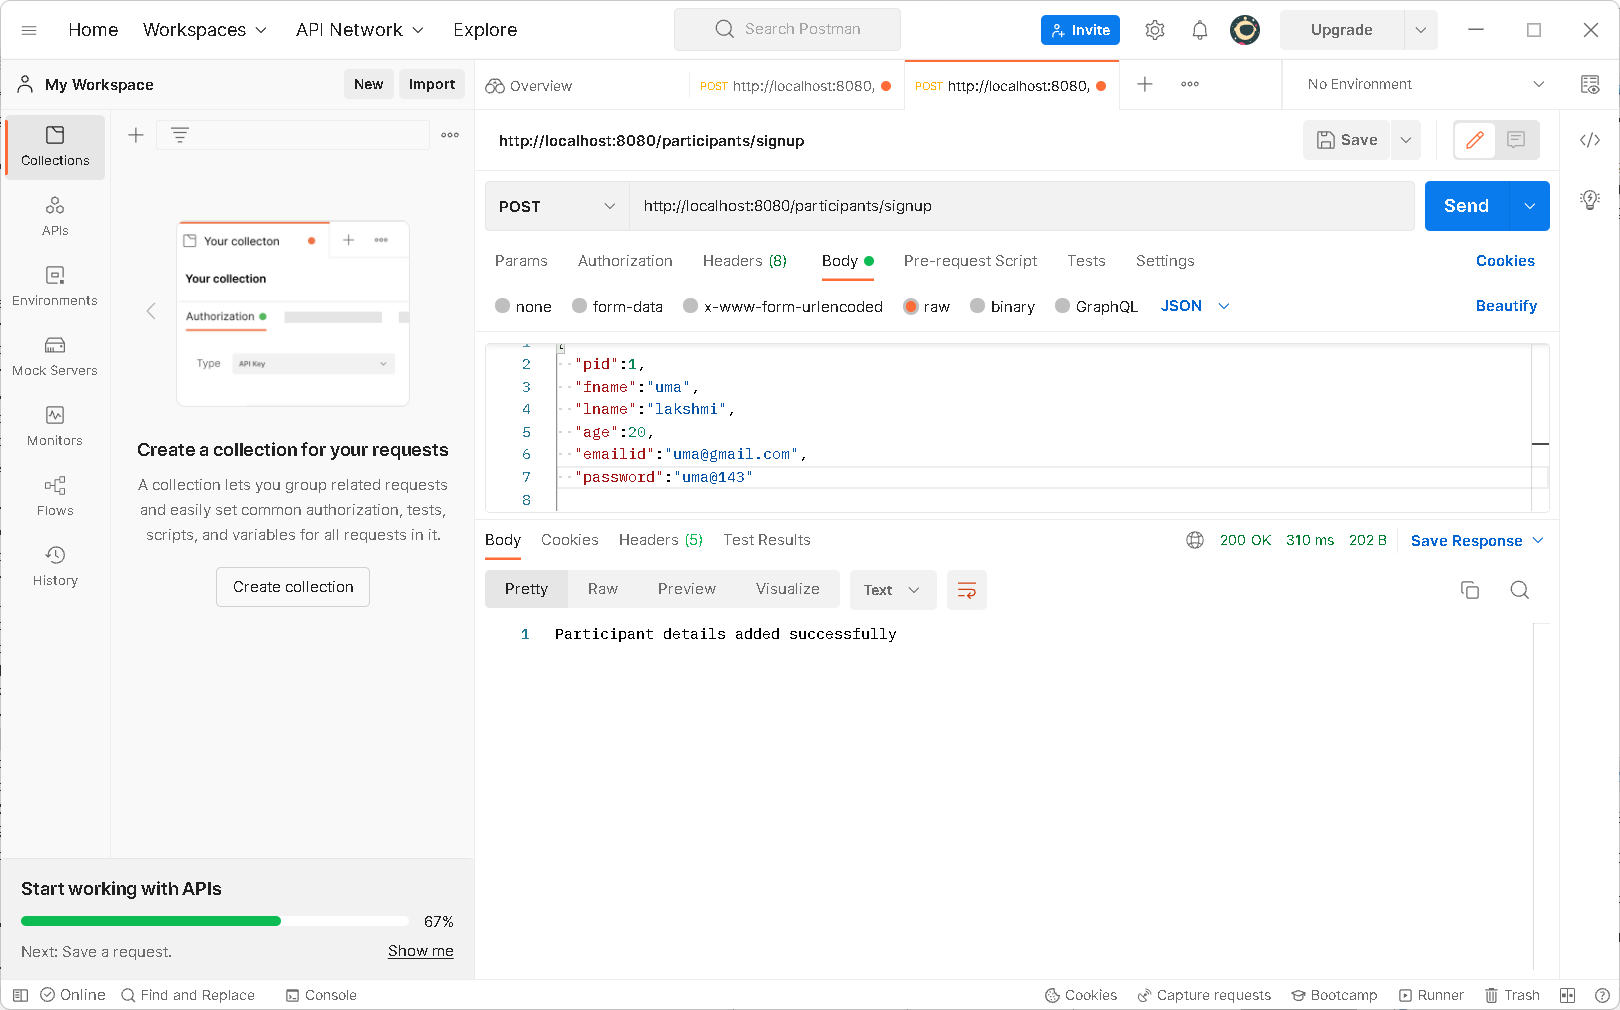 Home Workspaces API Network Explore Search Postman Invite Upgrade
My Workspace New Import Overview POST http://localhost:8080, POST http://localhost:8080, No Environment
Collections
APIs
Environments
Mock Servers
Monitors
Flows
History
Your collecton
Your collection
Authorization
Type API Key
Create a collection for your requests
A collection lets you group related requests
and easily set common authorization, tests,
scripts, and variables for all requests in it.
Create collection
Start working with APIs
67%
Next: Save a request. Show me
http://localhost:8080/participants/signup Save
POST http://localhost:8080/participants/signup Send
Params Authorization Headers (8) Body Pre-request Script Tests Settings Cookies
none form-data x-www-form-urlencoded raw binary GraphQL JSON Beautify
1 {
2 "pid":1,
3 "fname":"uma",
4 "lname":"lakshmi",
5 "age":20,
6 "emailid":"uma@gmail.com",
7 "password":"uma@143"
8
Body Cookies Headers (5) Test Results 200 OK 310 ms 202 B Save Response
Pretty Raw Preview Visualize Text
1 Participant details added successfully
Online Find and Replace Console Cookies Capture requests Bootcamp Runner Trash